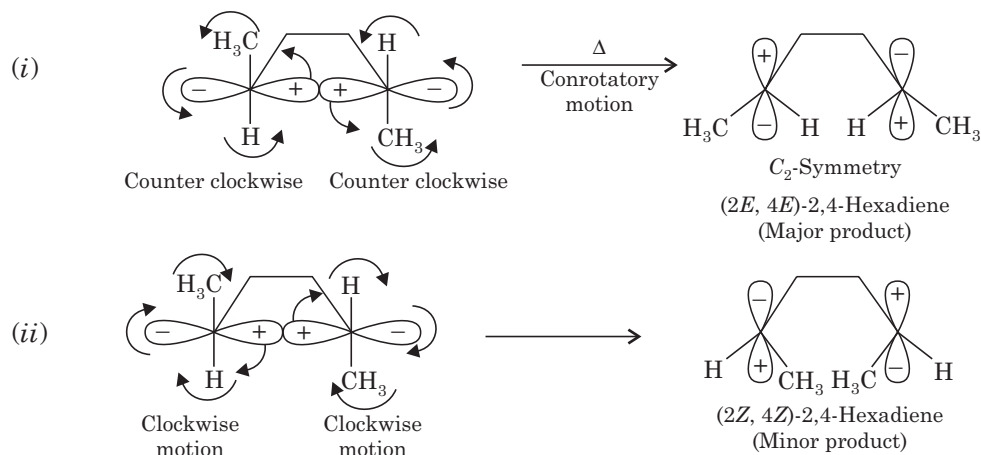 (i)
H₃C H
− + + −
H CH₃
Counter clockwise Counter clockwise
Δ
Conrotatory
motion
+ −
H₃C − H H + CH₃
C₂-Symmetry
(2E, 4E)-2,4-Hexadiene
(Major product)
(ii)
H₃C H
− + + −
H CH₃
Clockwise
motion
Clockwise
motion
− +
H + CH₃ H₃C − H
(2Z, 4Z)-2,4-Hexadiene
(Minor product)